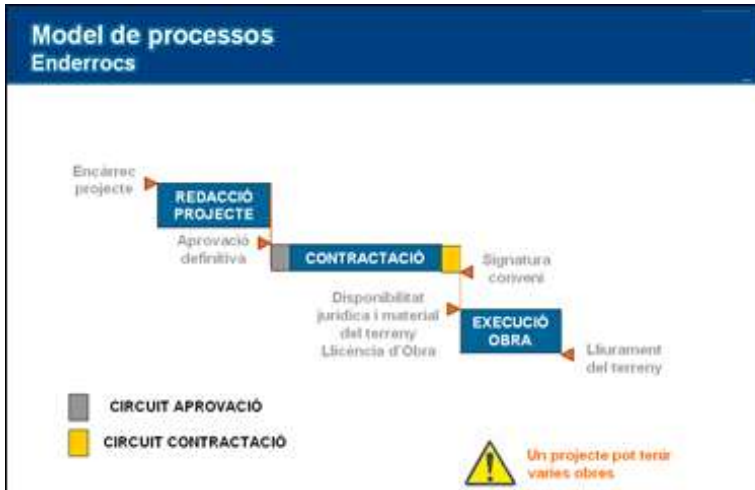 Model de processos
Enderrocs
Encàrrec
projecte
REDACCIÓ
PROJECTE
Aprovació
definitiva
CONTRACTACIÓ
Signatura
conveni
Disponibilitat
jurídica i material
del terreny
Llicència d'Obra
EXECUCIÓ
OBRA
Lliurament
del terreny
CIRCUIT APROVACIÓ
CIRCUIT CONTRACTACIÓ
Un projecte pot tenir
varies obres